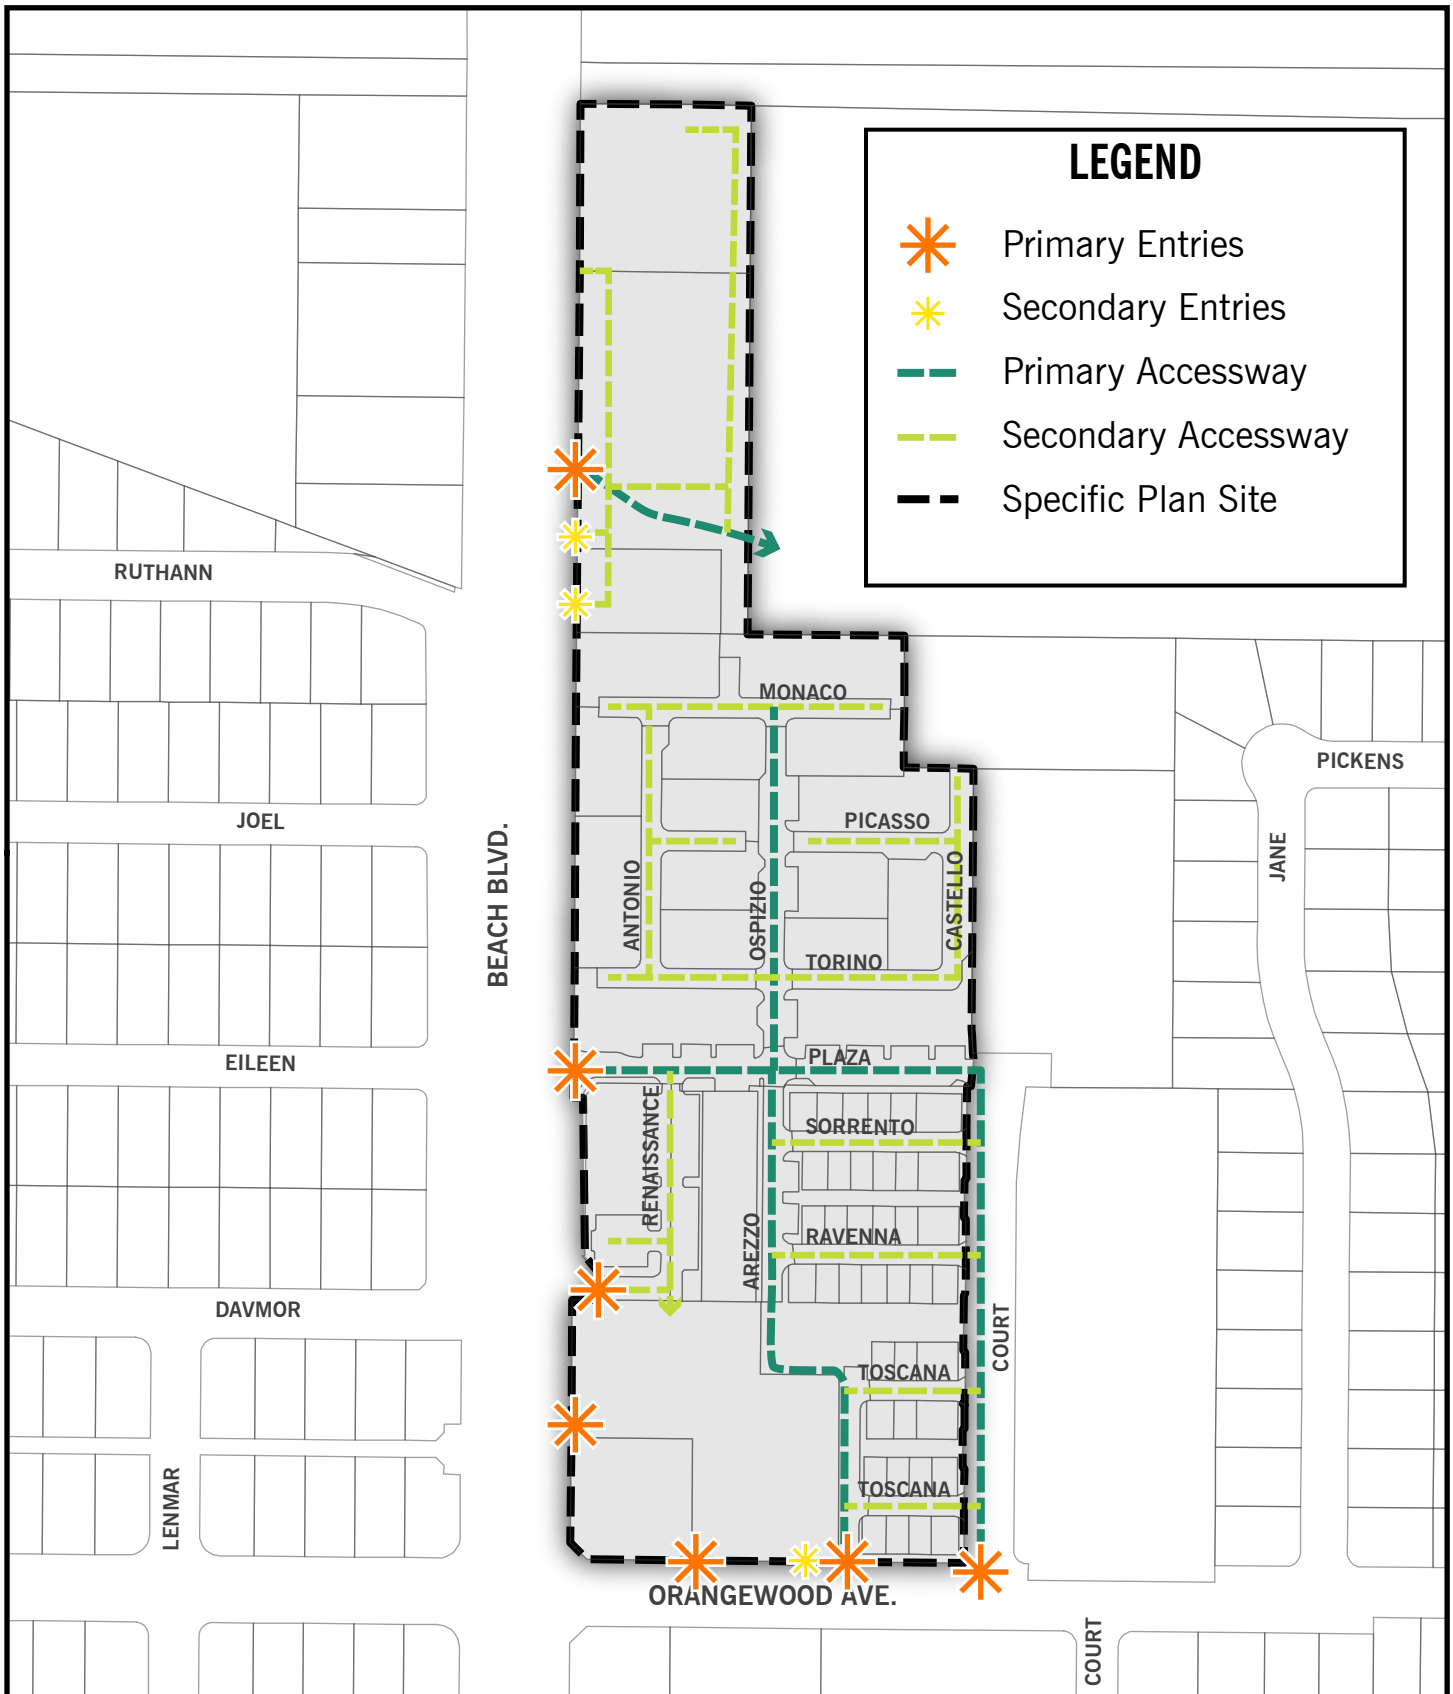 LEGEND
Primary Entries
Secondary Entries
Primary Accessway
Secondary Accessway
Specific Plan Site
RUTHANN
MONACO
PICKENS
JOEL
PICASSO
JANE
BEACH BLVD.
ANTONIO
OSPIZIO
CASTELLO
TORINO
EILEEN
PLAZA
RENAISSANCE
SORRENTO
AREZZO
RAVENNA
DAVMOR
COURT
TOSCANA
LENMAR
TOSCANA
ORANGEWOOD AVE.
COURT